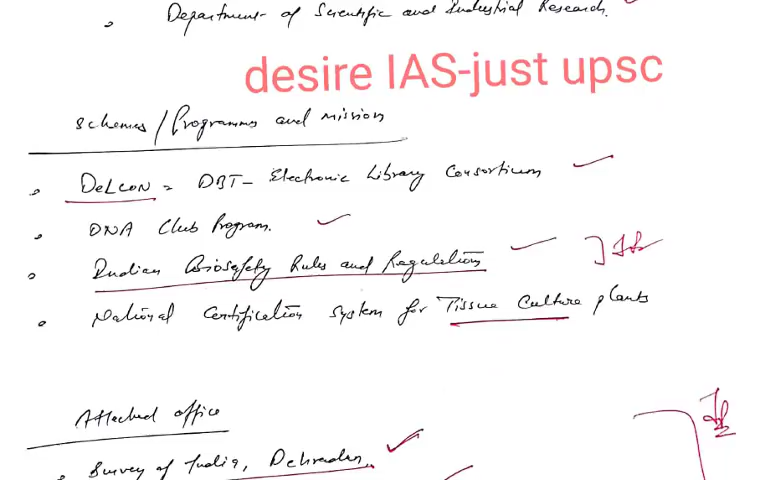 Department of Scientific and Industrial Research.
desire IAS-just upsc
Schemes/Programms and mission
DeLCON = DBT- Electronic Library Consortium
DNA Club Program.
Indian Biosafety Rules and Regulation
National Certification System for Tissue Culture plants
Attached office
Survey of India, Dehradun